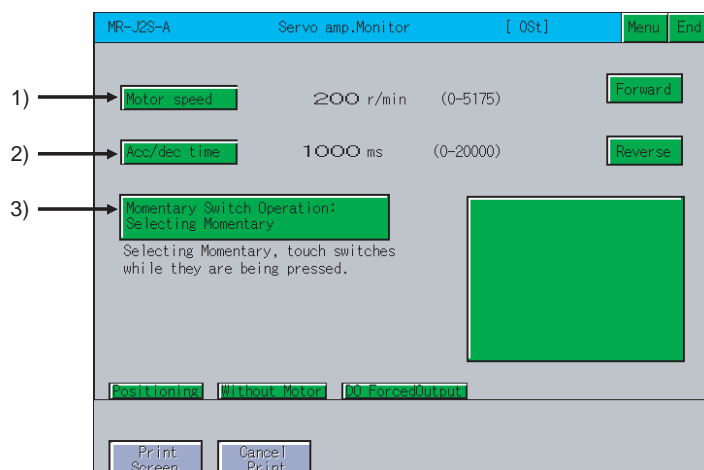 MR-J2S-A Servo amp.Monitor [ 0St] Menu End
1) Motor speed 200 r/min (0-5175) Forward
2) Acc/dec time 1000 ms (0-20000) Reverse
3) Momentary Switch Operation:
Selecting Momentary
Selecting Momentary, touch switches
while they are being pressed.
Positioning Without Motor DO ForcedOutput
Print Cancel
Screen Print